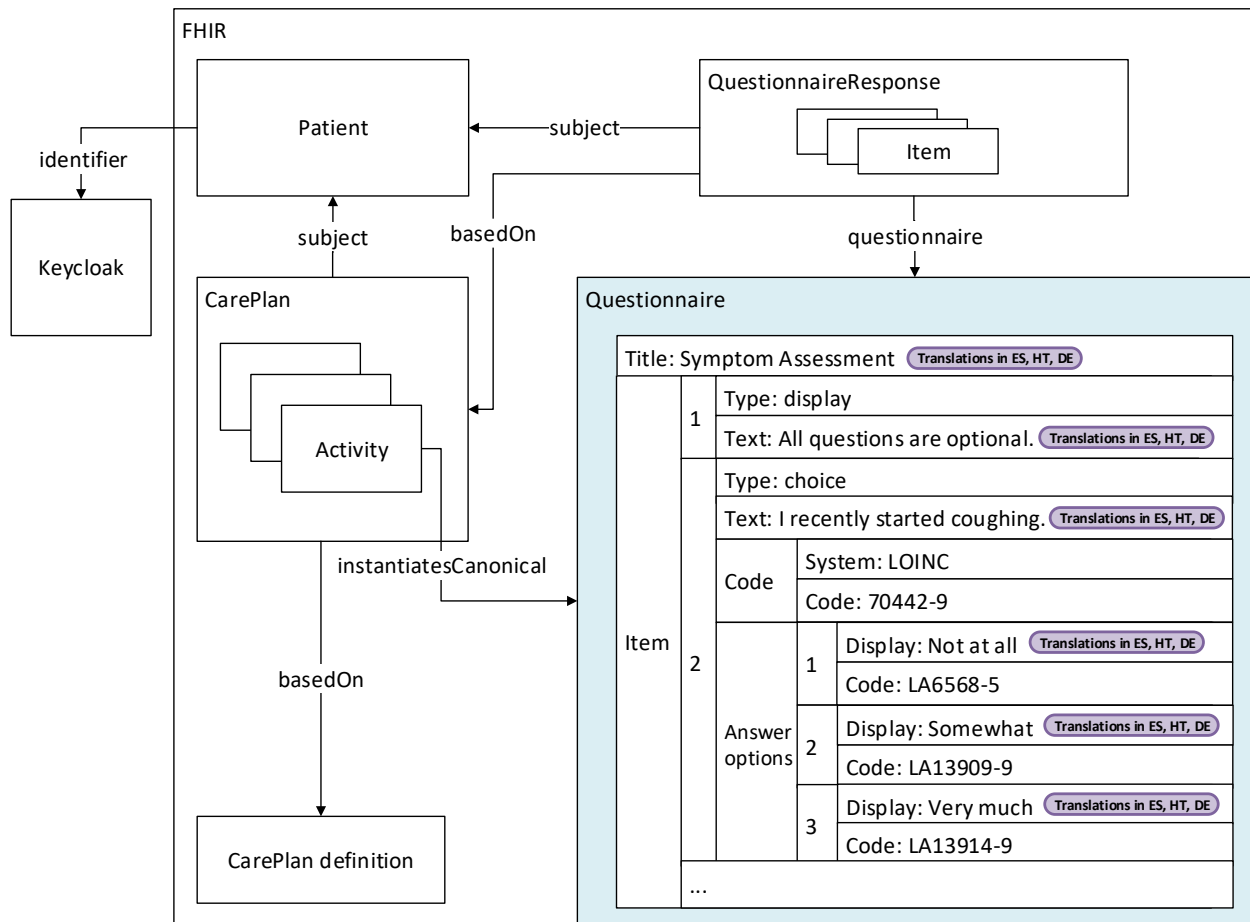 FHIR
Patient
subject
QuestionnaireResponse
Item
identifier
Keycloak
subject
basedOn
questionnaire
CarePlan
Activity
instantiatesCanonical
basedOn
CarePlan definition
Questionnaire
Title: Symptom Assessment Translations in ES, HT, DE
Item
1
Type: display
Text: All questions are optional. Translations in ES, HT, DE
2
Type: choice
Text: I recently started coughing. Translations in ES, HT, DE
Code
System: LOINC
Code: 70442-9
Answer
options
1
Display: Not at all Translations in ES, HT, DE
Code: LA6568-5
2
Display: Somewhat Translations in ES, HT, DE
Code: LA13909-9
3
Display: Very much Translations in ES, HT, DE
Code: LA13914-9
...